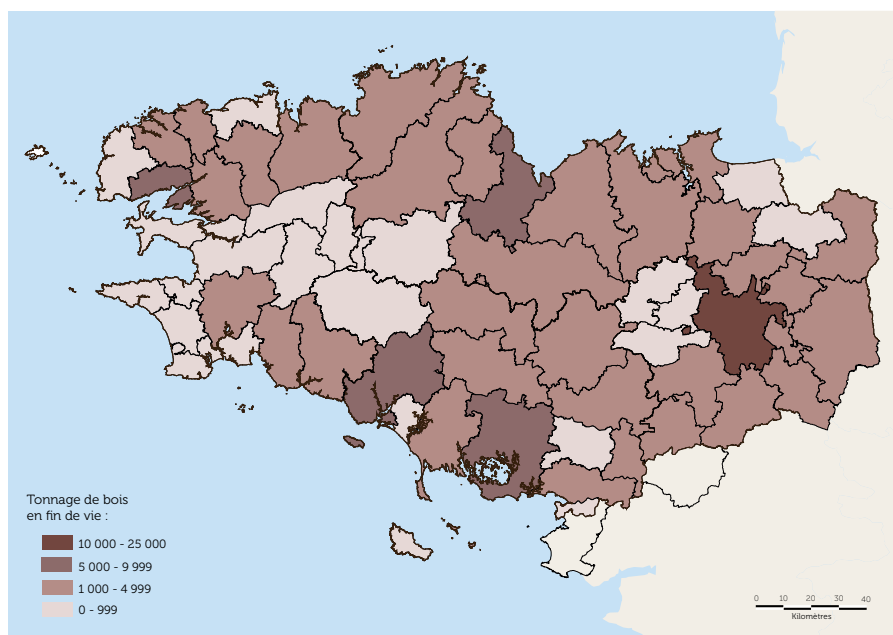 Tonnage de bois
en fin de vie :
10 000 - 25 000
5 000 - 9 999
1 000 - 4 999
0 - 999
0 10 20 30 40
Kilomètres